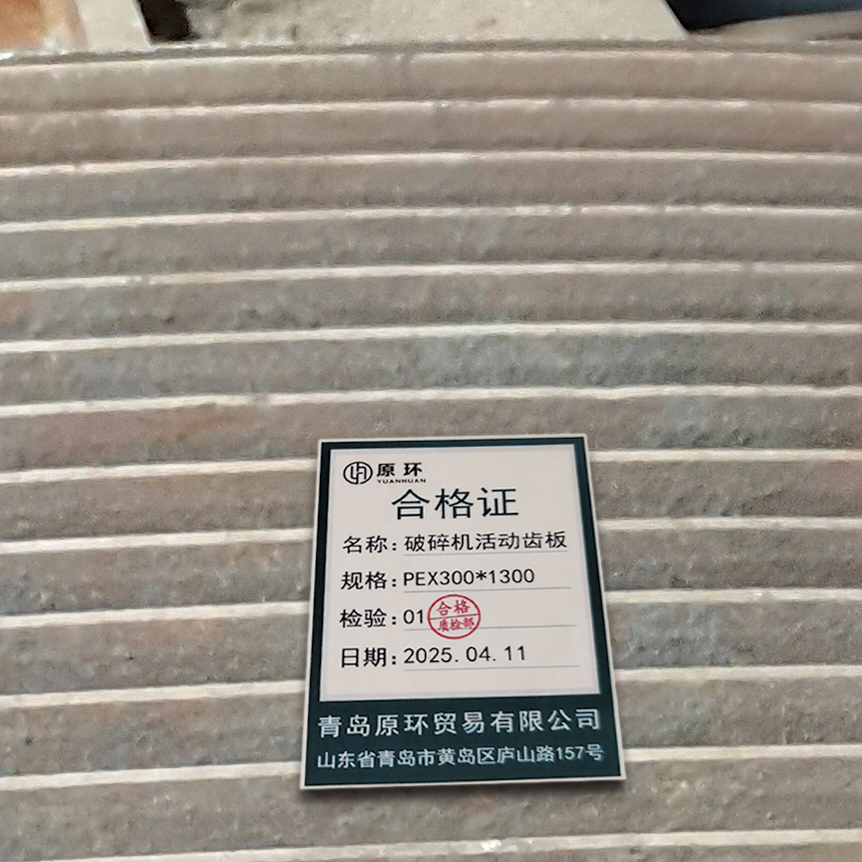 原环
YUANHUAN
合格证
名称:破碎机活动齿板
规格:PEX300*1300
检验:01
合格
质检部
日期:2025.04.11
青岛原环贸易有限公司
山东省青岛市黄岛区庐山路157号